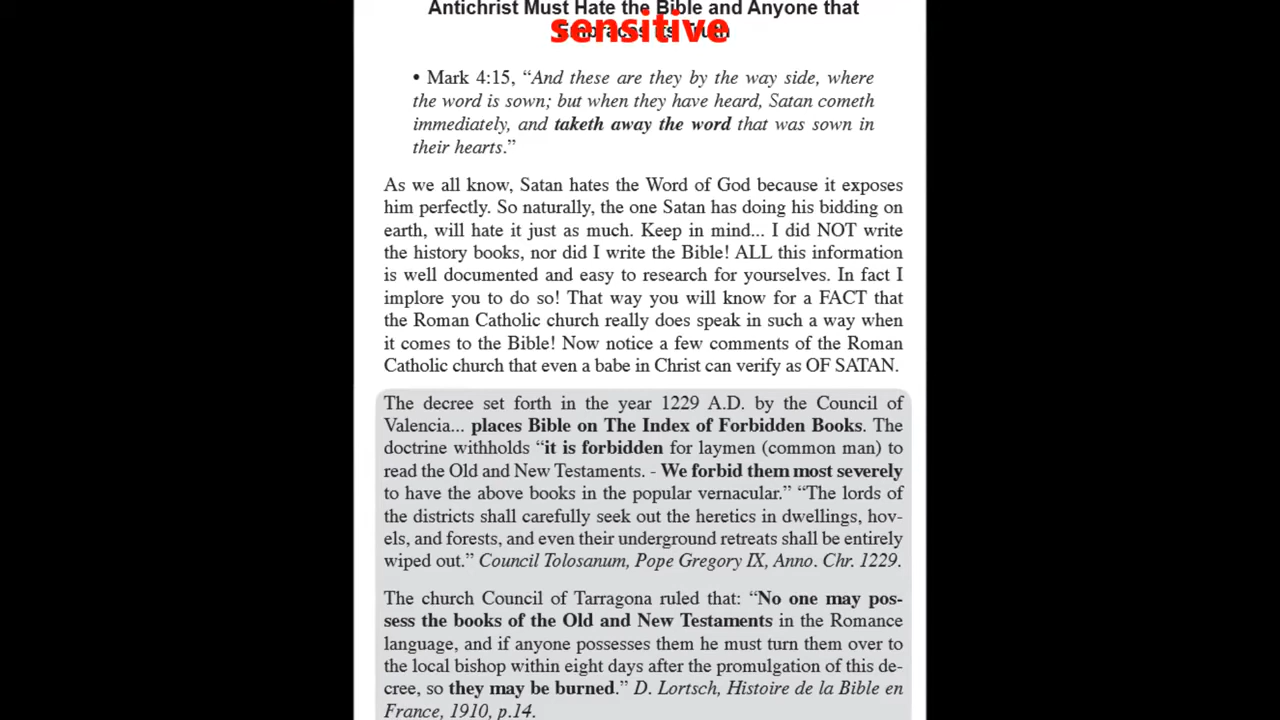 Antichrist Must Hate the Bible and Anyone that
sensitive
Embraces its Truth
• Mark 4:15, “And these are they by the way side, where
the word is sown; but when they have heard, Satan cometh
immediately, and taketh away the word that was sown in
their hearts.”
As we all know, Satan hates the Word of God because it exposes
him perfectly. So naturally, the one Satan has doing his bidding on
earth, will hate it just as much. Keep in mind... I did NOT write
the history books, nor did I write the Bible! ALL this information
is well documented and easy to research for yourselves. In fact I
implore you to do so! That way you will know for a FACT that
the Roman Catholic church really does speak in such a way when
it comes to the Bible! Now notice a few comments of the Roman
Catholic church that even a babe in Christ can verify as OF SATAN.
The decree set forth in the year 1229 A.D. by the Council of
Valencia... places Bible on The Index of Forbidden Books. The
doctrine withholds “it is forbidden for laymen (common man) to
read the Old and New Testaments. - We forbid them most severely
to have the above books in the popular vernacular.” “The lords of
the districts shall carefully seek out the heretics in dwellings, hov-
els, and forests, and even their underground retreats shall be entirely
wiped out.” Council Tolosanum, Pope Gregory IX, Anno. Chr. 1229.
The church Council of Tarragona ruled that: “No one may pos-
sess the books of the Old and New Testaments in the Romance
language, and if anyone possesses them he must turn them over to
the local bishop within eight days after the promulgation of this de-
cree, so they may be burned.” D. Lortsch, Histoire de la Bible en
France, 1910, p.14.